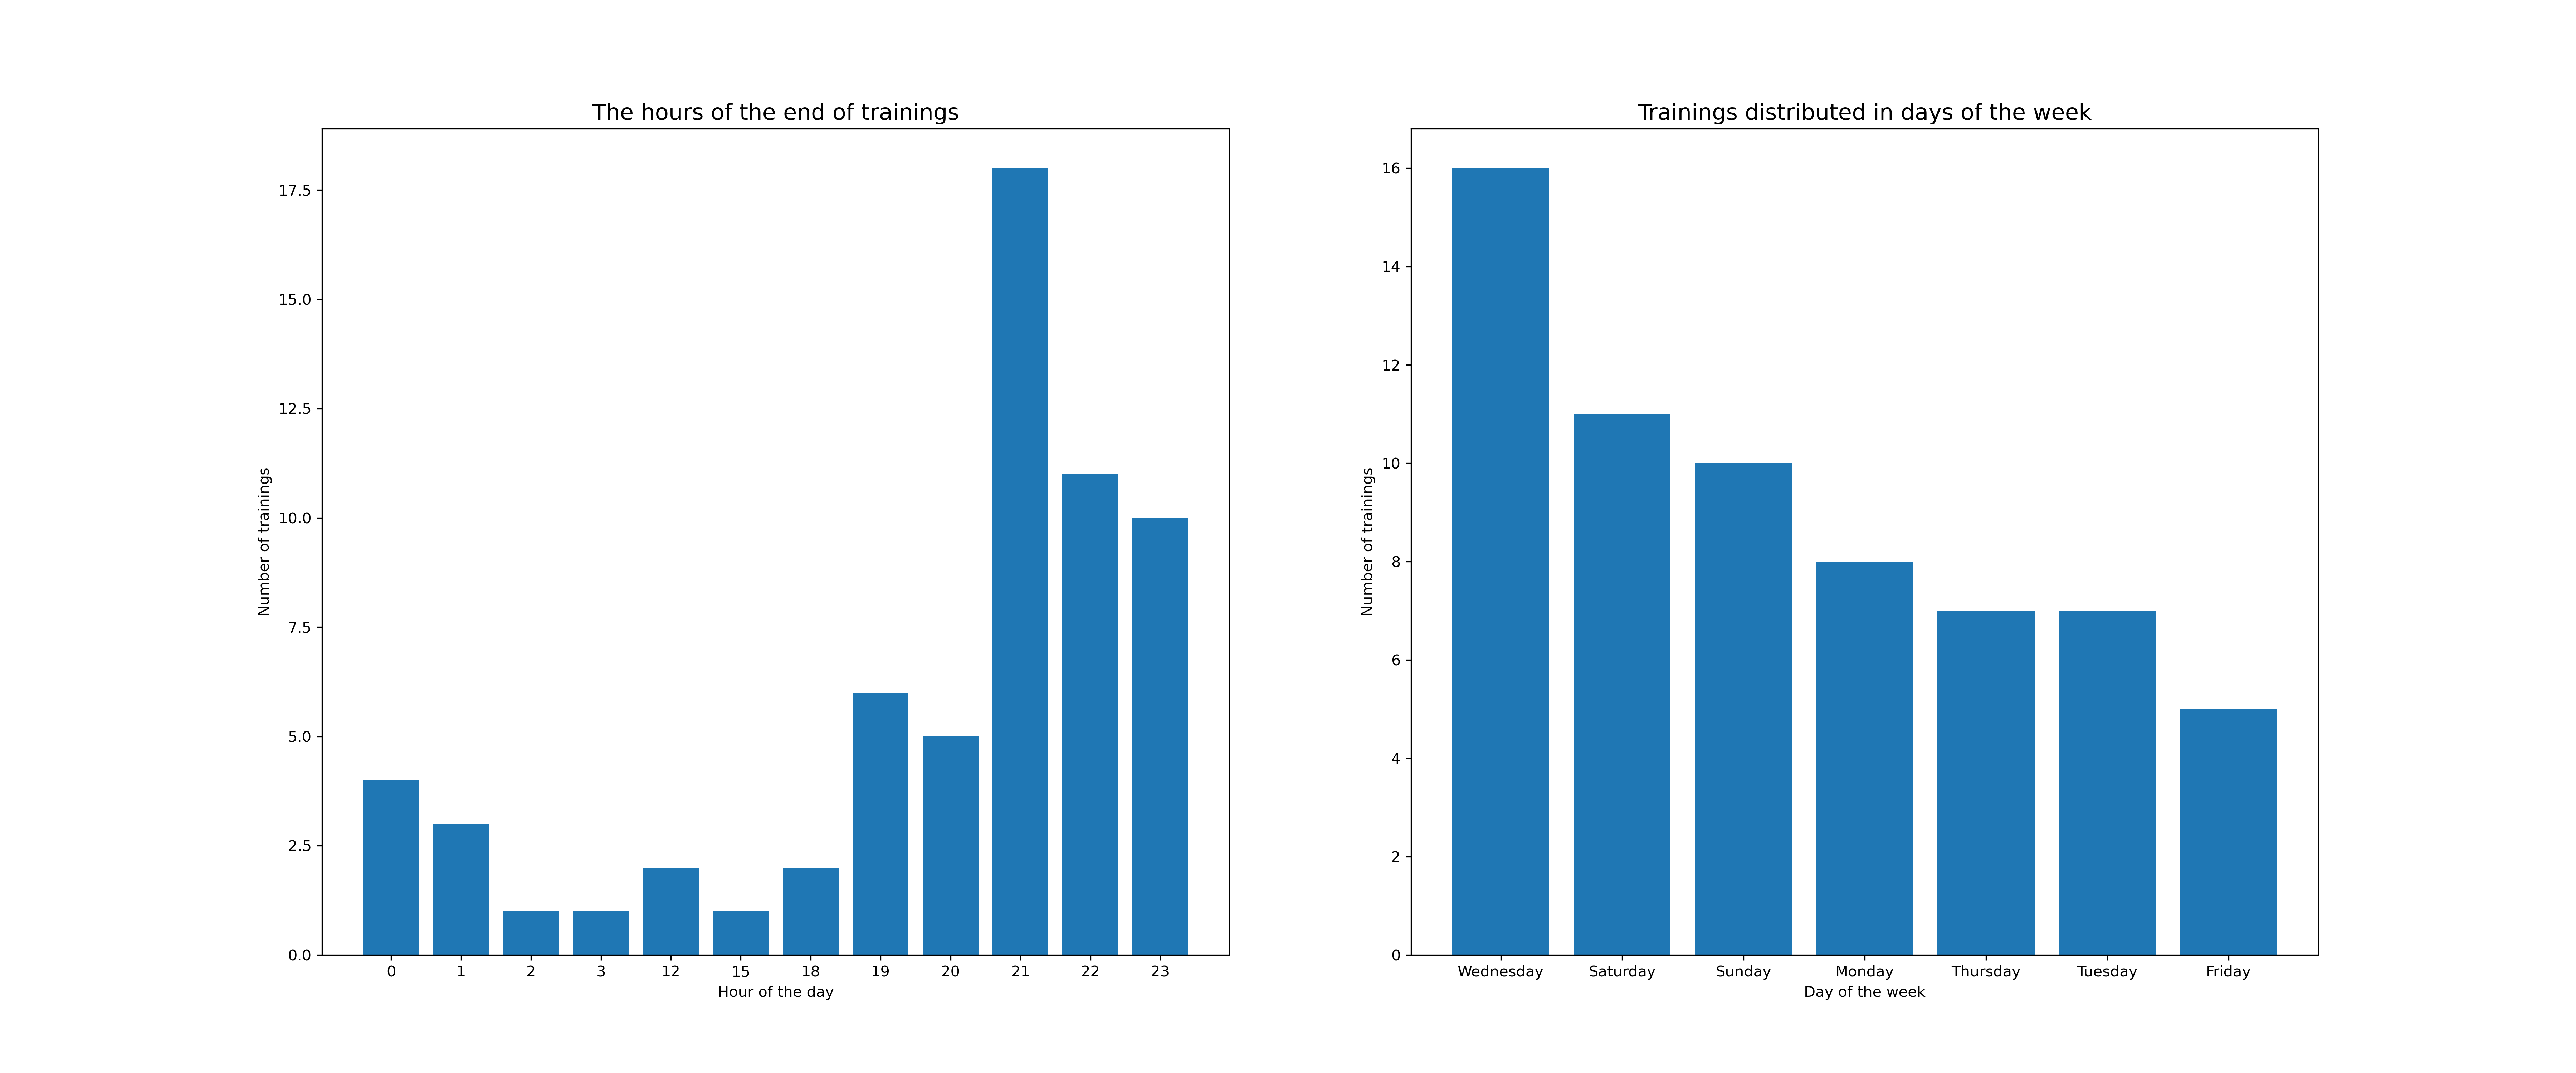 The hours of the end of trainings
Number of trainings
17.5
15.0
12.5
10.0
7.5
5.0
2.5
0.0
0 1 2 3 12 15 18 19 20 21 22 23
Hour of the day
Trainings distributed in days of the week
Number of trainings
16
14
12
10
8
6
4
2
0
Wednesday Saturday Sunday Monday Thursday Tuesday Friday
Day of the week